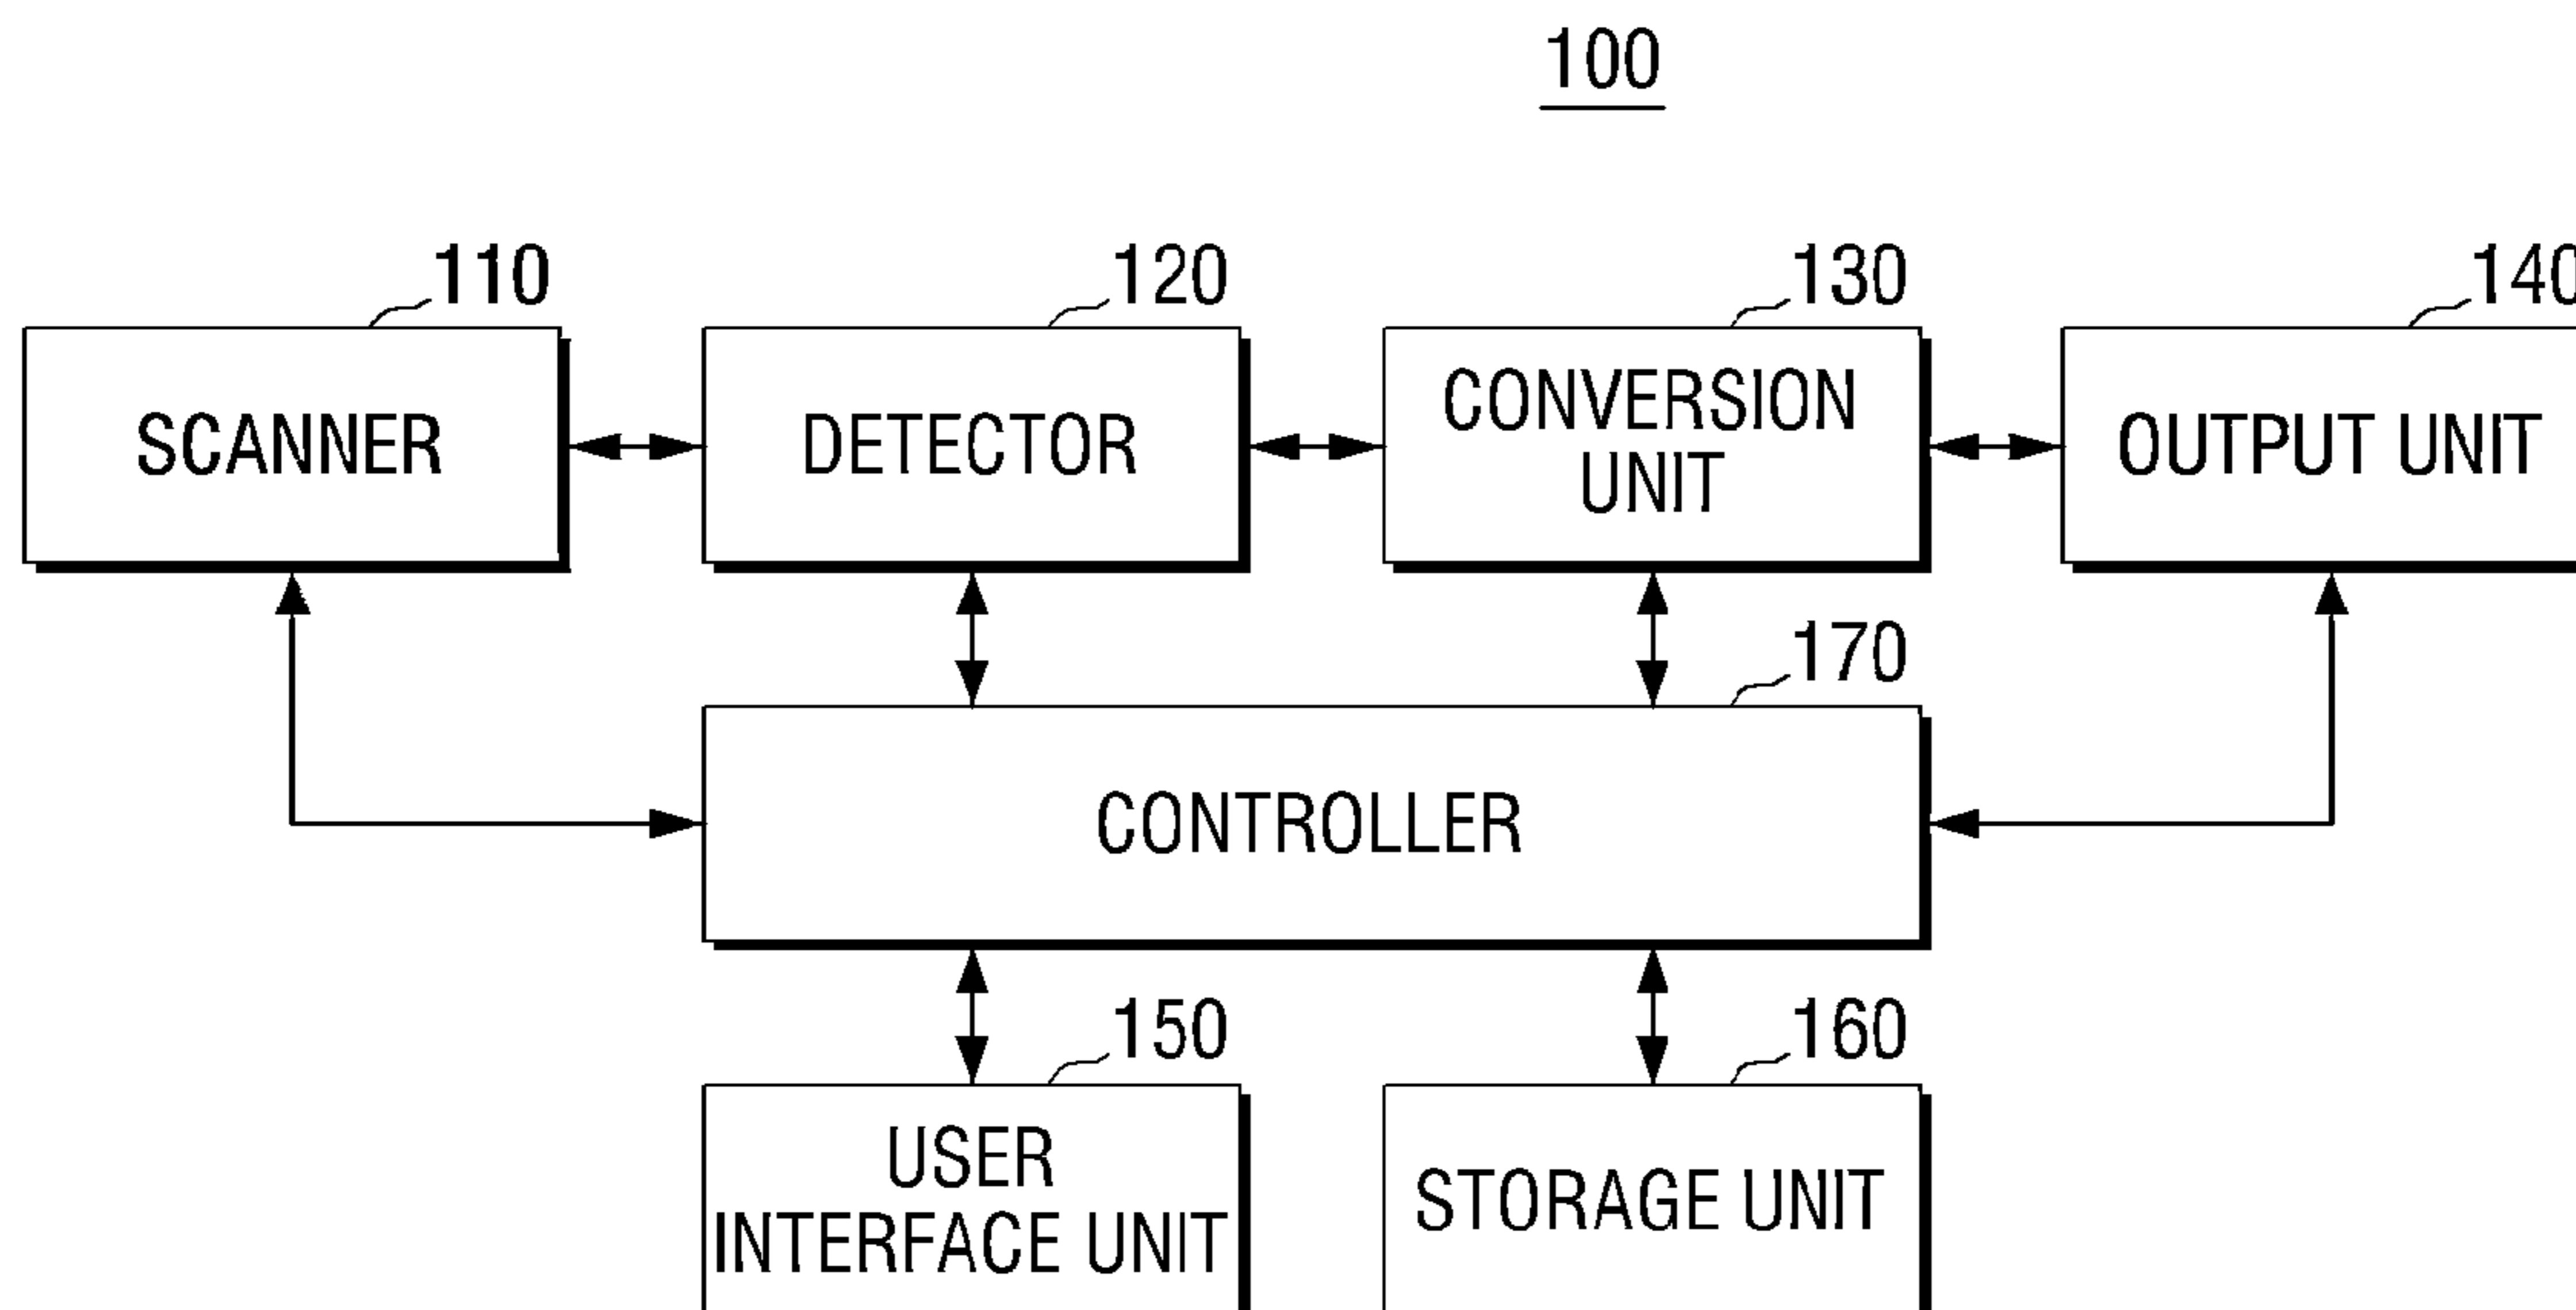 100
110
120
130
140
SCANNER
DETECTOR
CONVERSION
UNIT
OUTPUT UNIT
170
CONTROLLER
150
160
USER
INTERFACE UNIT
STORAGE UNIT